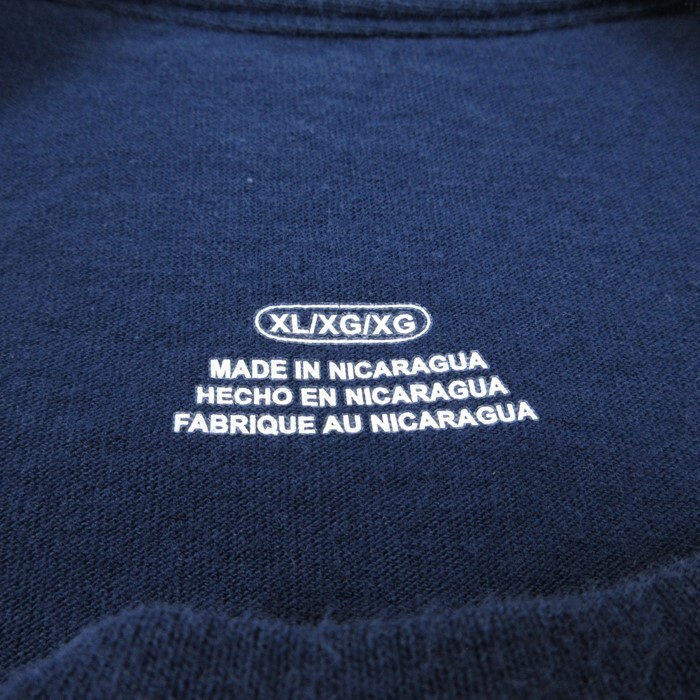 XL/XG/XG
MADE IN NICARAGUA
HECHO EN NICARAGUA
FABRIQUE AU NICARAGUA